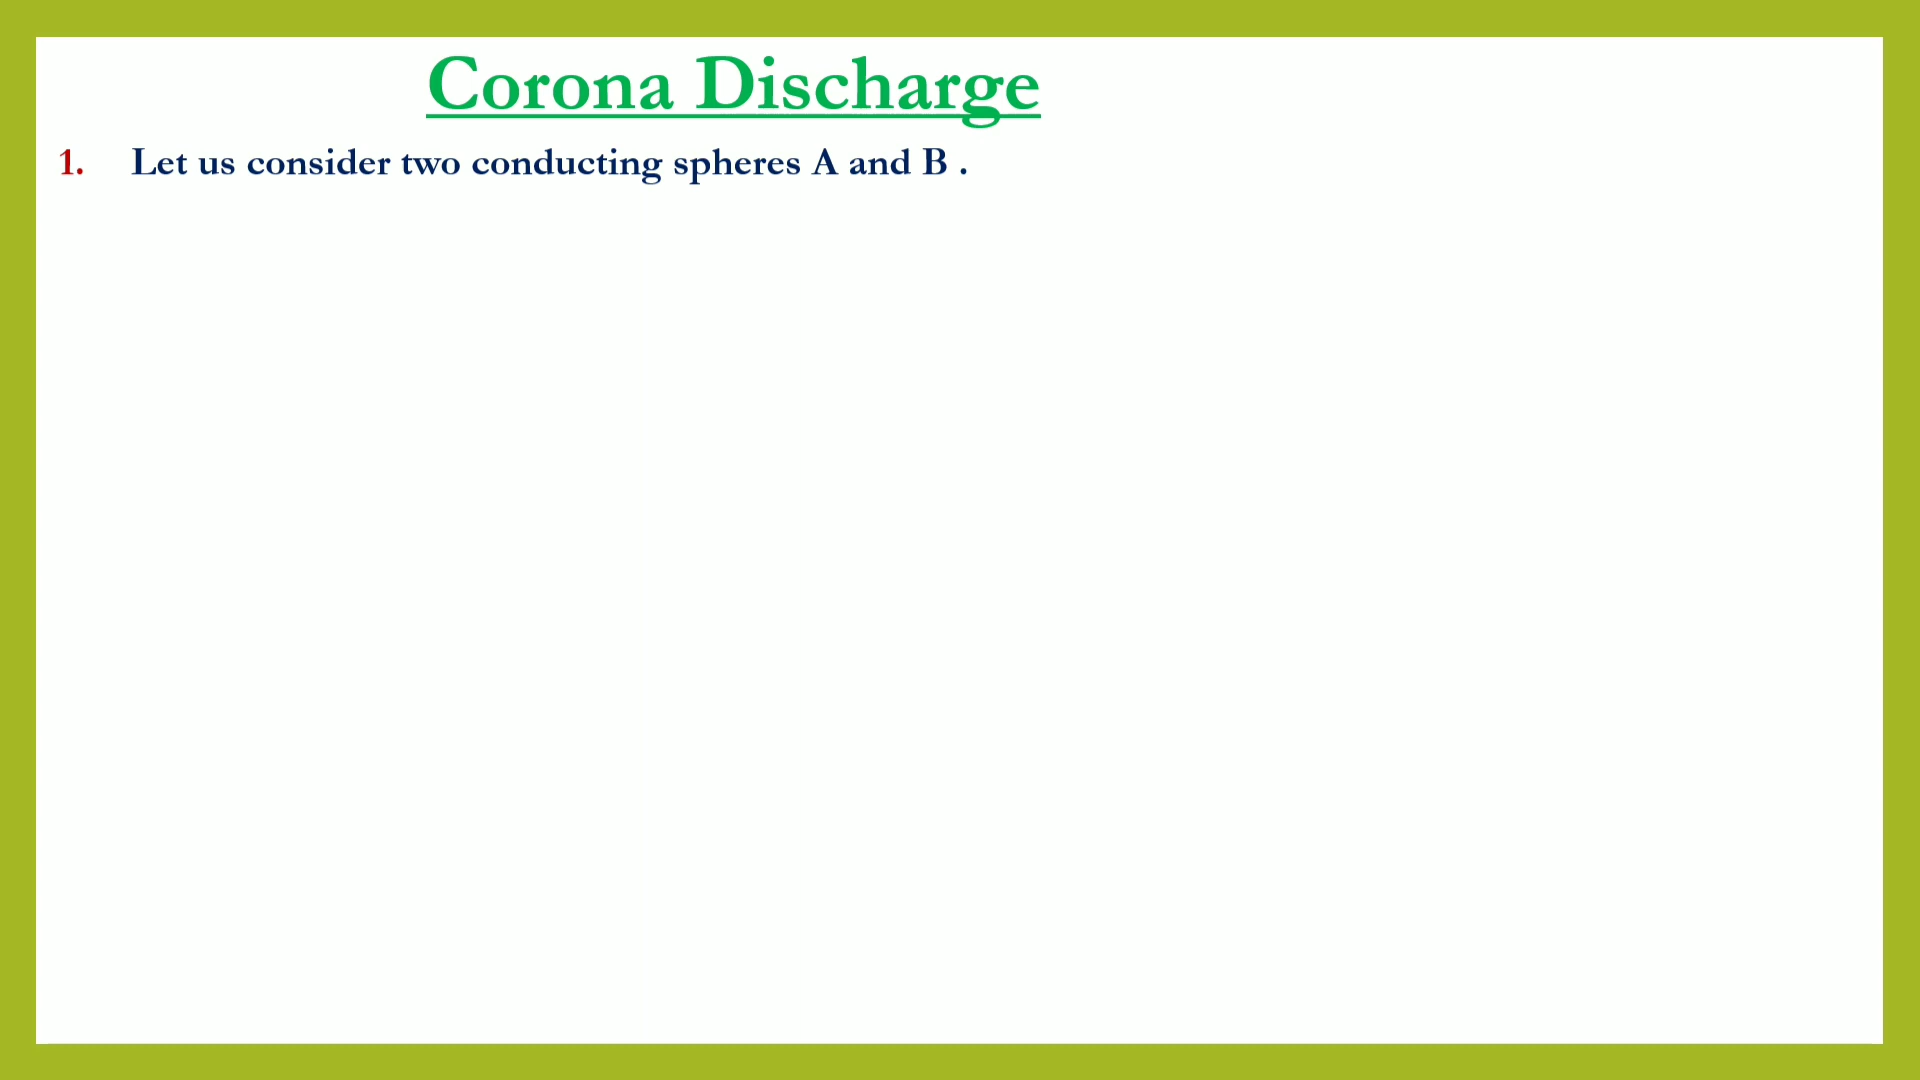 Corona Discharge
1. Let us consider two conducting spheres A and B .